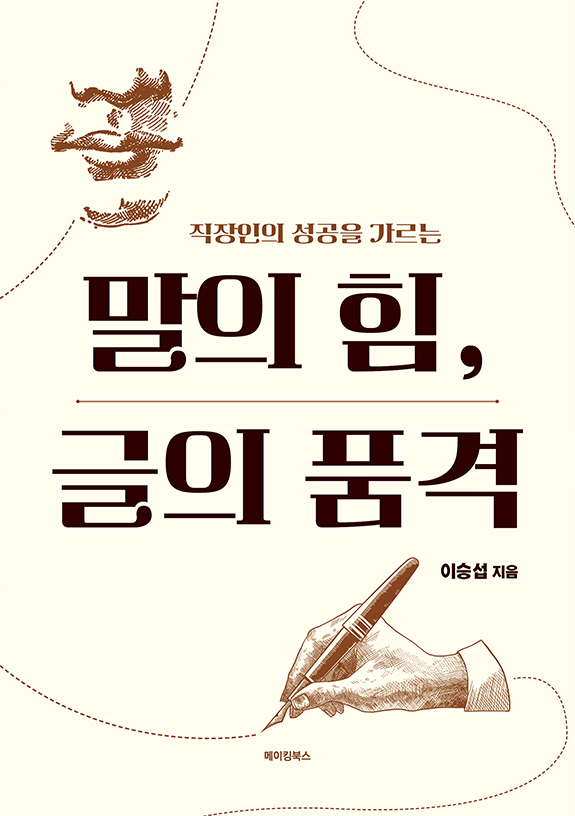 직장인의 성공을 가르는
말의 힘,
글의 품격
이승섭 지음
메이킹북스